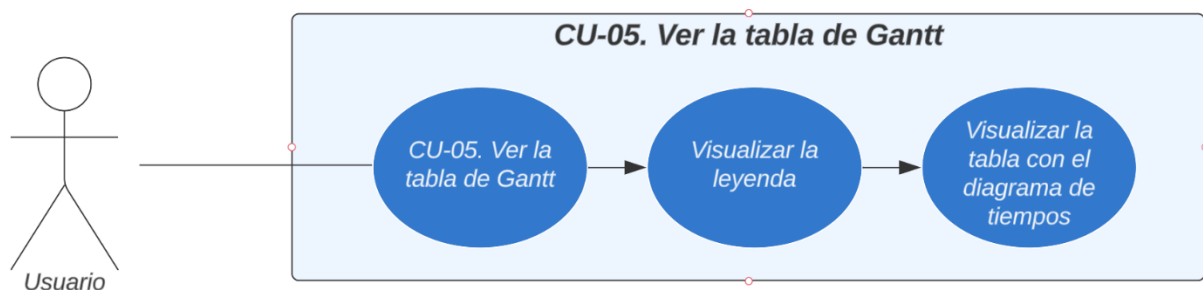 CU-05. Ver la tabla de Gantt
CU-05. Ver la
tabla de Gantt
Visualizar la
leyenda
Visualizar la
tabla con el
diagrama de
tiempos
Usuario